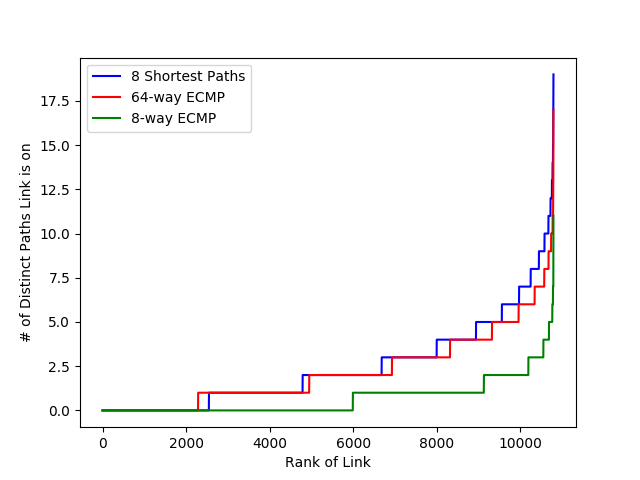 8 Shortest Paths
64-way ECMP
8-way ECMP
17.5
15.0
12.5
10.0
7.5
5.0
2.5
0.0
# of Distinct Paths Link is on
0 2000 4000 6000 8000 10000
Rank of Link